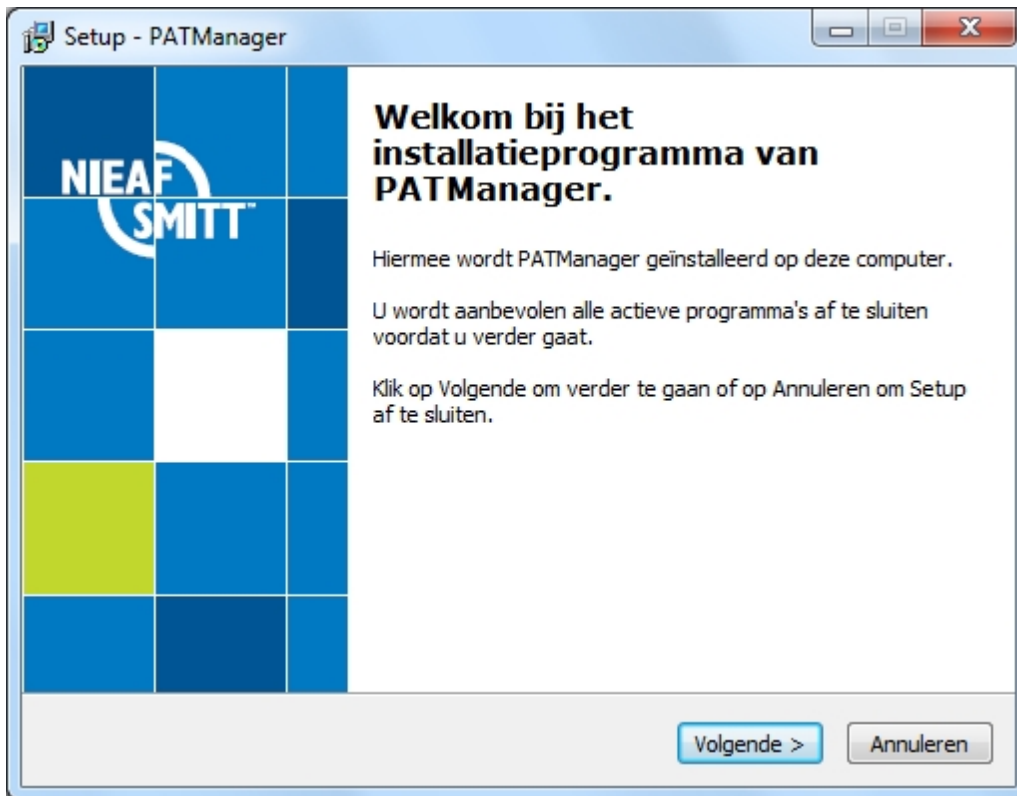 Setup - PATManager
NIEAF
SMITT™
Welkom bij het
installatieprogramma van
PATManager.
Hiermee wordt PATManager geïnstalleerd op deze computer.
U wordt aanbevolen alle actieve programma's af te sluiten
voordat u verder gaat.
Klik op Volgende om verder te gaan of op Annuleren om Setup
af te sluiten.
Volgende >
Annuleren